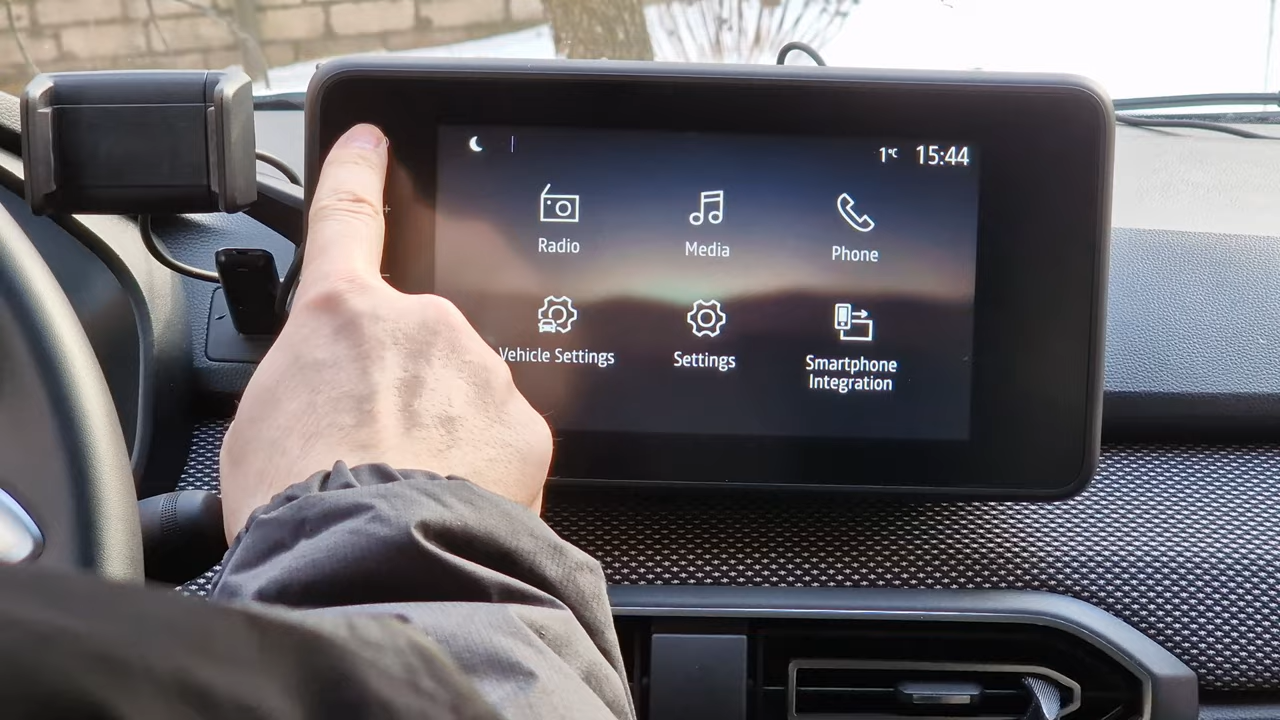 1°C 15:44
Radio
Media
Phone
Vehicle Settings
Settings
Smartphone
Integration